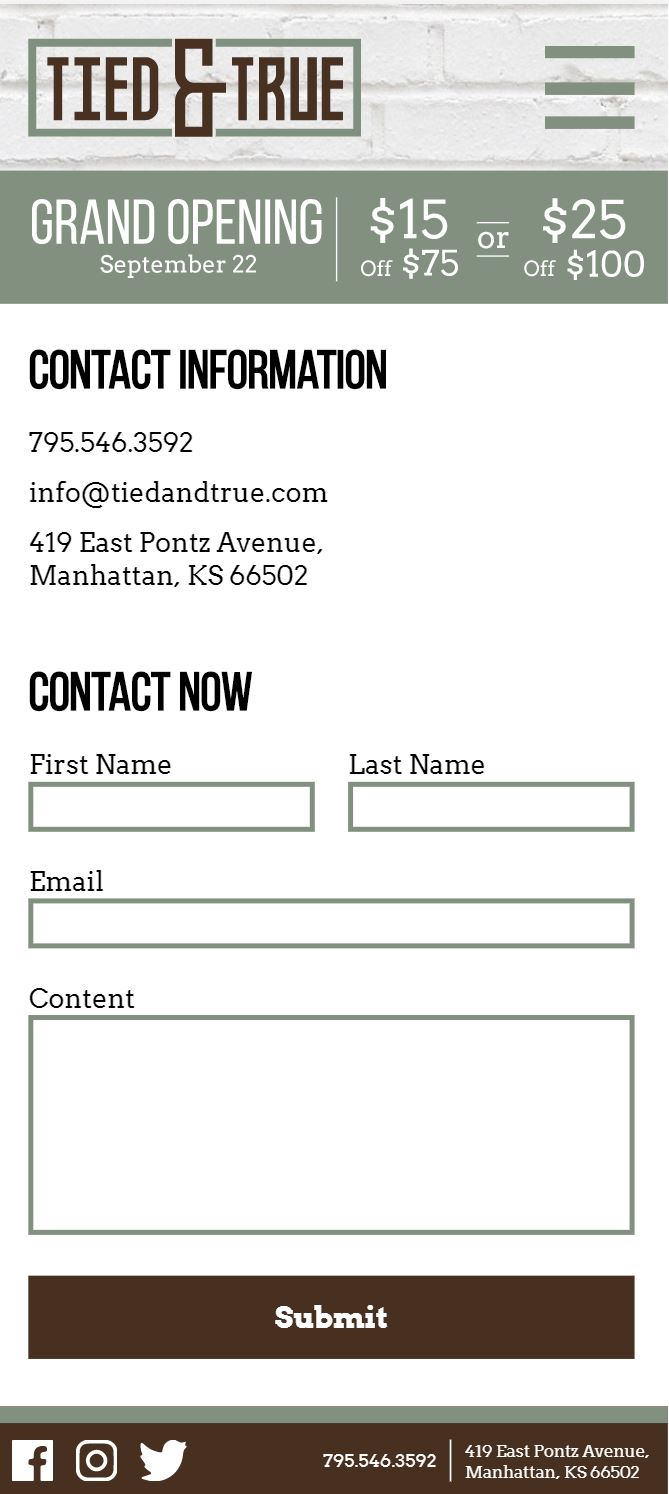 TIED & TRUE
GRAND OPENING
September 22
$15
Off $75
or
$25
Off $100
CONTACT INFORMATION
795.546.3592
info@tiedandtrue.com
419 East Pontz Avenue,
Manhattan, KS 66502
CONTACT NOW
First Name
Last Name
Email
Content
Submit
795.546.3592
419 East Pontz Avenue,
Manhattan, KS 66502